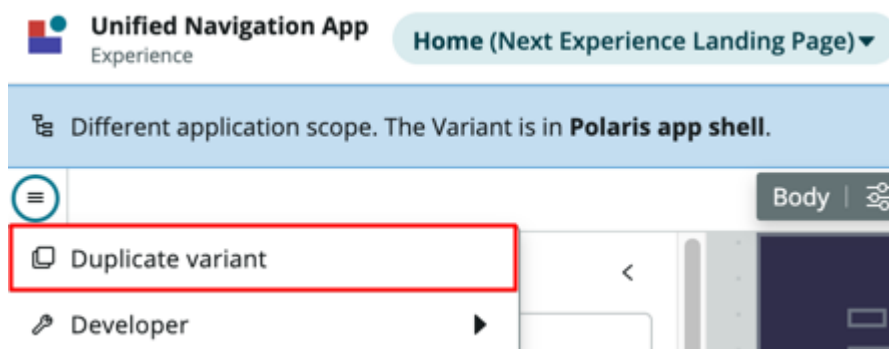 Unified Navigation App
Experience
Home (Next Experience Landing Page)
Different application scope. The Variant is in Polaris app shell.
Body
Duplicate variant
Developer